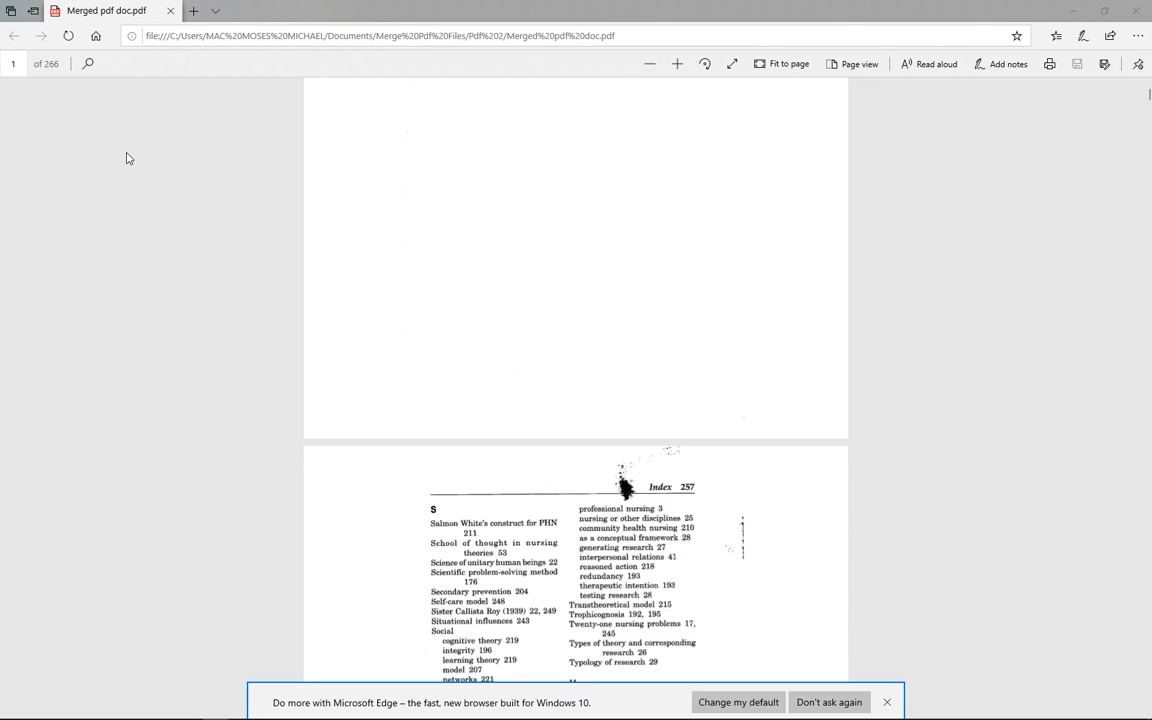 Merged pdf doc.pdf
file:///C:/Users/MAC%20MOSES%20MICHAEL/Documents/Merge%20Pdf%20Files/Pdf%202/Merged%20pdf%20doc.pdf
1 of 266 Fit to page Page view Read aloud Add notes
Index 257
S
Salmon White's construct for PHN
211
School of thought in nursing
theories 53
Science of unitary human beings 22
Scientific problem-solving method
176
Secondary prevention 204
Self-care model 248
Sister Callista Roy (1939) 22, 249
Situational influences 243
Social
cognitive theory 219
integrity 196
learning theory 219
model 207
networks 221
professional nursing 3
nursing or other disciplines 25
community health nursing 210
as a conceptual framework 28
generating research 27
interpersonal relations 41
reasoned action 218
redundancy 193
therapeutic intention 193
testing research 28
Transtheoretical model 215
Trophicognosis 192, 195
Twenty-one nursing problems 17,
245
Types of theory and corresponding
research 26
Typology of research 29
Do more with Microsoft Edge – the fast, new browser built for Windows 10. Change my default Don't ask again